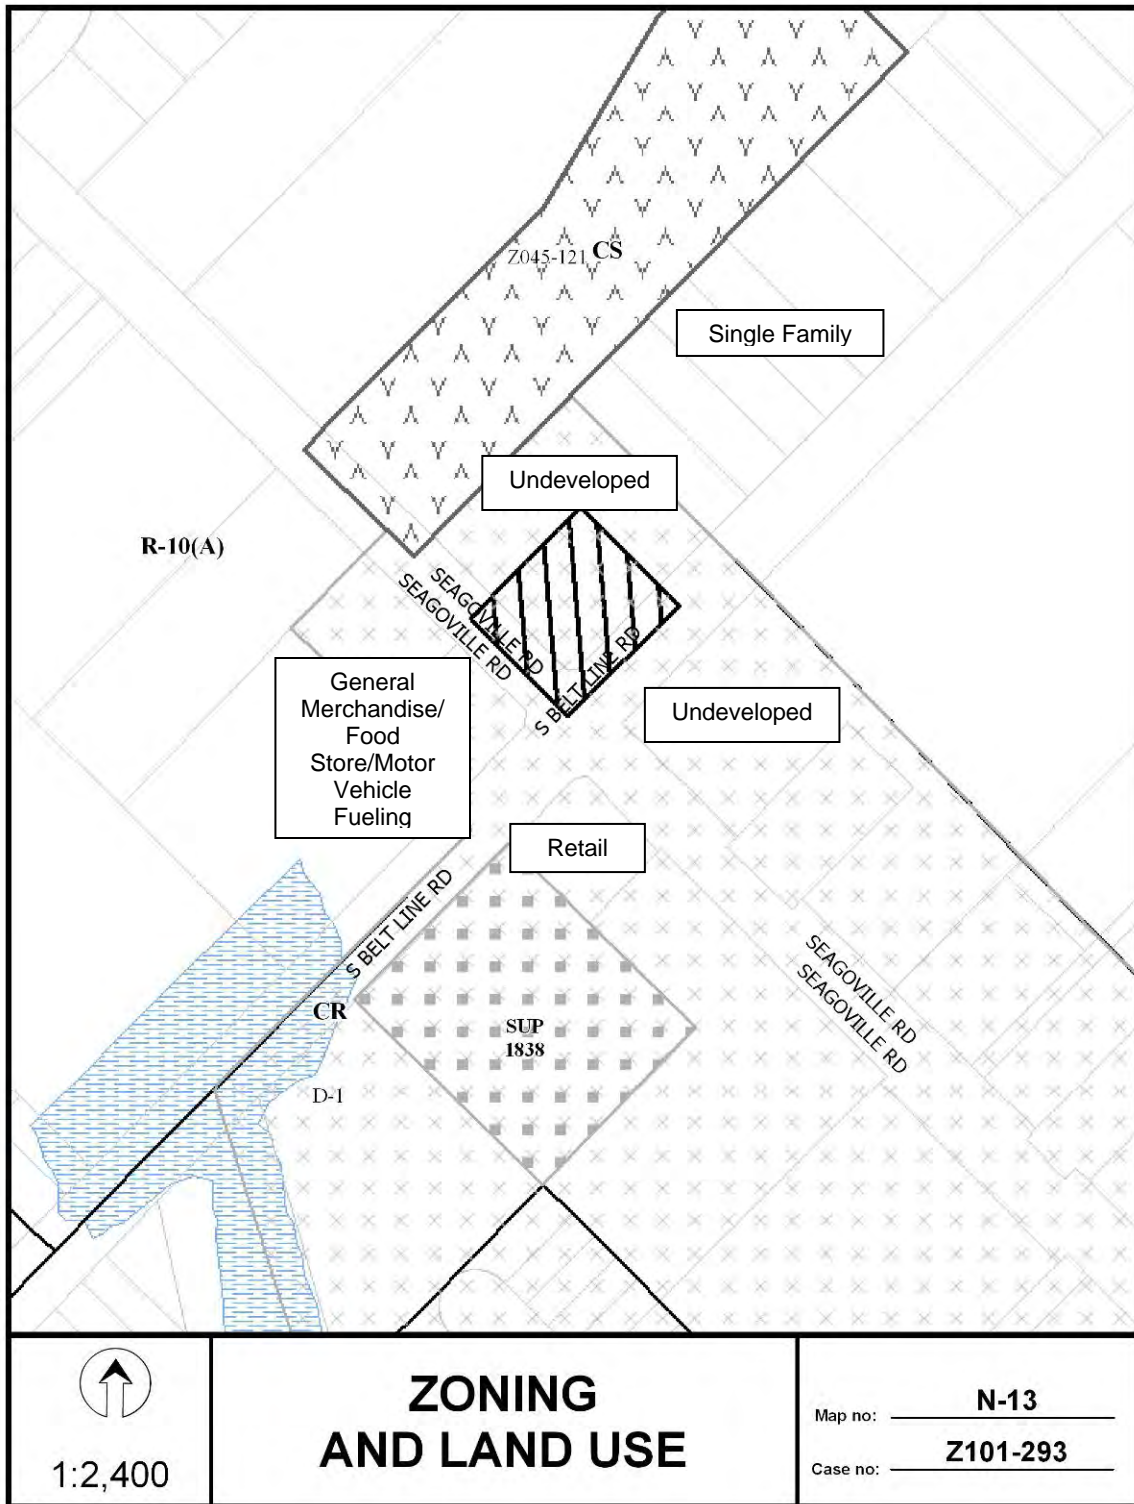 Z045-121 CS
Single Family
Undeveloped
R-10(A)
SEAGOVILLE RD
SEAGOVILLE RD
S BELT LINE RD
General
Merchandise/
Food
Store/Motor
Vehicle
Fueling
Undeveloped
Retail
S BELT LINE RD
SEAGOVILLE RD
SEAGOVILLE RD
CR
SUP
1838
D-1
1:2,400
ZONING
AND LAND USE
Map no: N-13
Case no: Z101-293